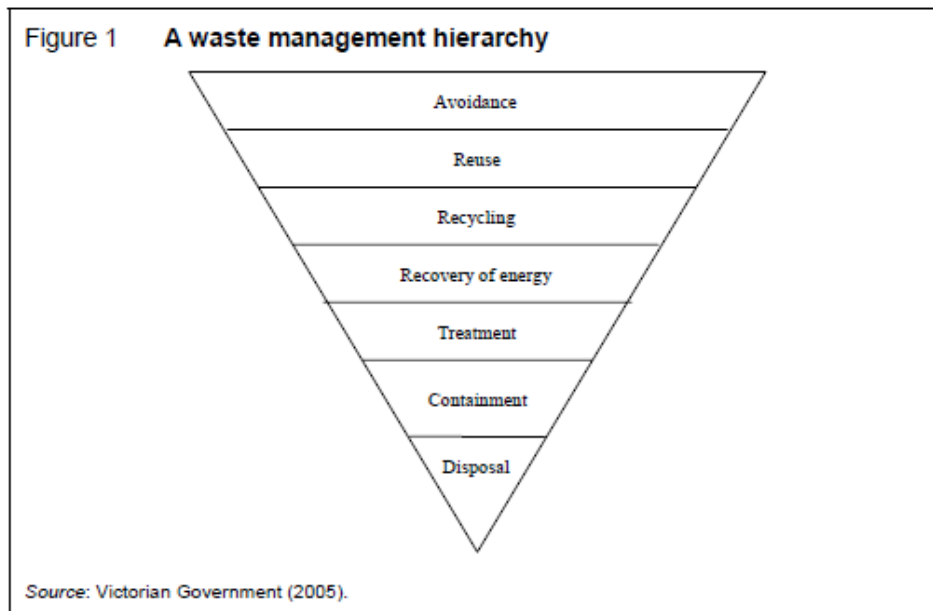 Figure 1 A waste management hierarchy
Avoidance
Reuse
Recycling
Recovery of energy
Treatment
Containment
Disposal
Source: Victorian Government (2005).